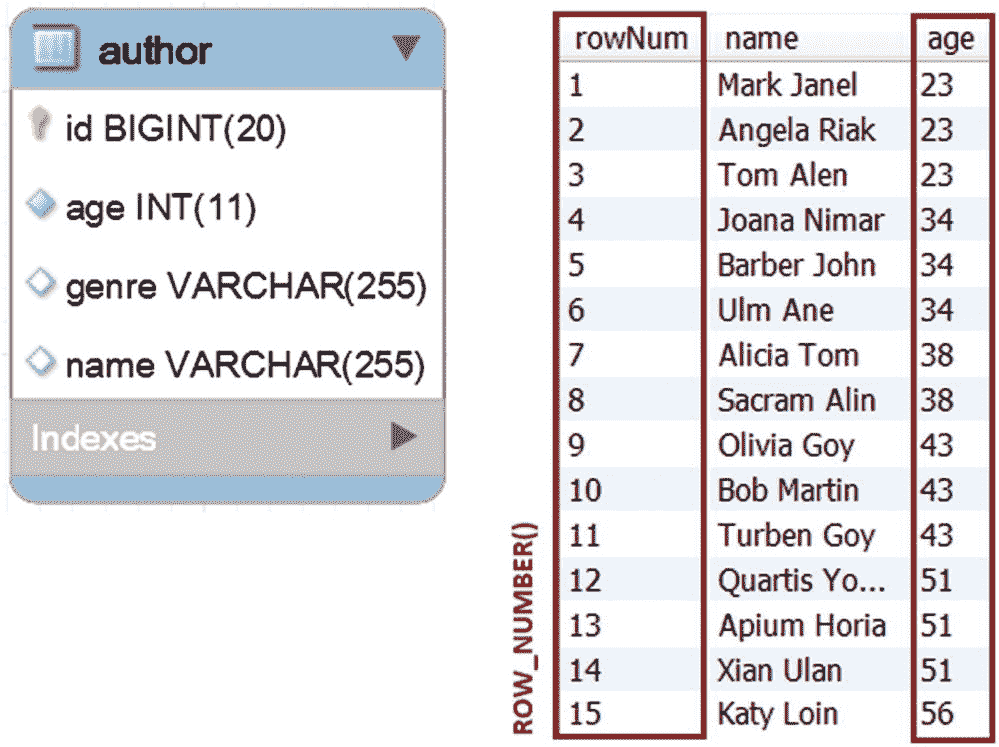 author
id BIGINT(20)
age INT(11)
genre VARCHAR(255)
name VARCHAR(255)
Indexes
ROW_NUMBER()
rowNum name age
1 Mark Janel 23
2 Angela Riak 23
3 Tom Alen 23
4 Joana Nimar 34
5 Barber John 34
6 Ulm Ane 34
7 Alicia Tom 38
8 Sacram Alin 38
9 Olivia Goy 43
10 Bob Martin 43
11 Turben Goy 43
12 Quartis Yo... 51
13 Apium Horia 51
14 Xian Ulan 51
15 Katy Loin 56